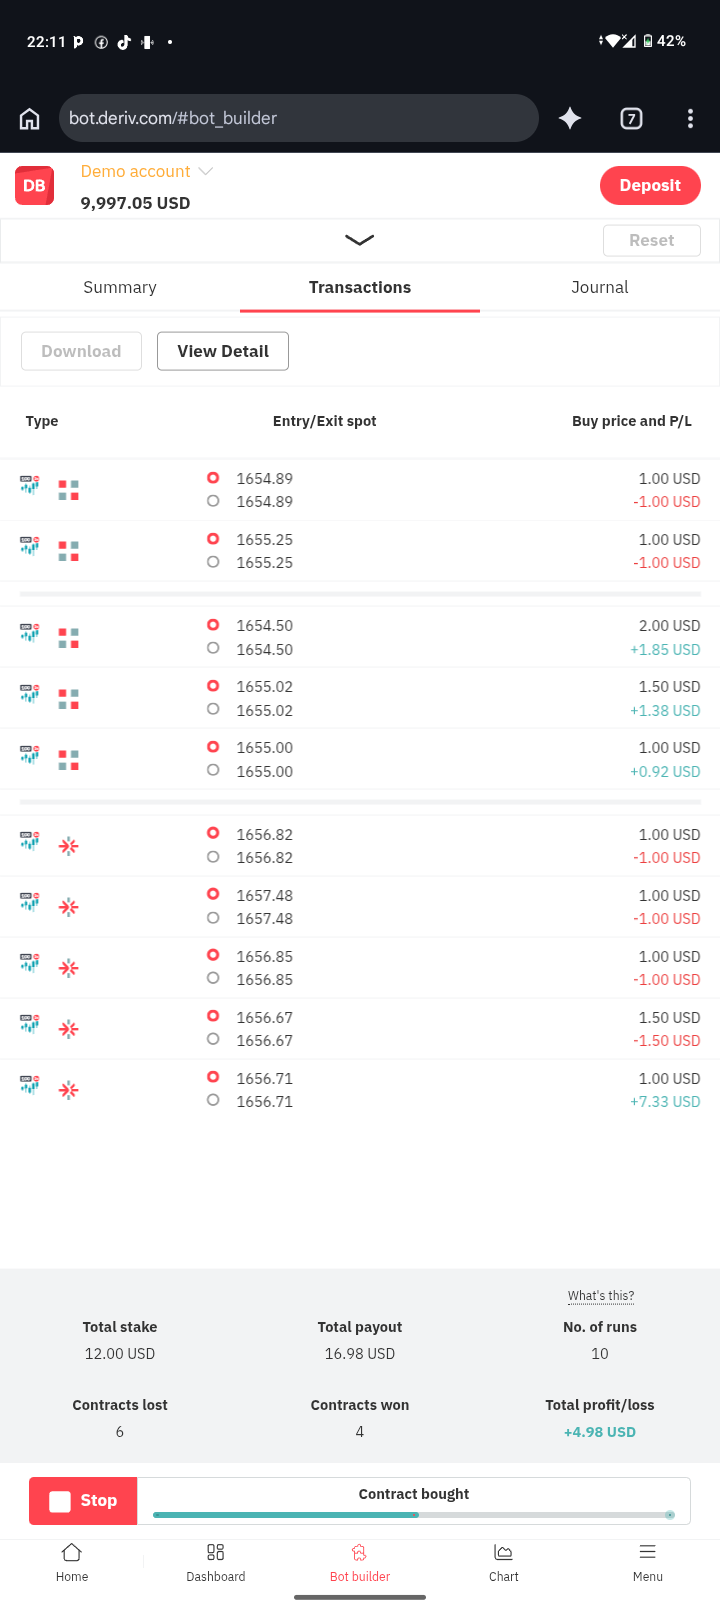 22:11
42%
bot.deriv.com/#bot_builder
7
DB
Demo account
9,997.05 USD
Deposit
Reset
Summary
Transactions
Journal
Download
View Detail
Type
Entry/Exit spot
Buy price and P/L
1654.89
1.00 USD
1654.89
-1.00 USD
1655.25
1.00 USD
1655.25
-1.00 USD
1654.50
2.00 USD
1654.50
+1.85 USD
1655.02
1.50 USD
1655.02
+1.38 USD
1655.00
1.00 USD
1655.00
+0.92 USD
1656.82
1.00 USD
1656.82
-1.00 USD
1657.48
1.00 USD
1657.48
-1.00 USD
1656.85
1.00 USD
1656.85
-1.00 USD
1656.67
1.50 USD
1656.67
-1.50 USD
1656.71
1.00 USD
1656.71
+7.33 USD
What's this?
Total stake
Total payout
No. of runs
12.00 USD
16.98 USD
10
Contracts lost
Contracts won
Total profit/loss
6
4
+4.98 USD
Stop
Contract bought
Home
Dashboard
Bot builder
Chart
Menu